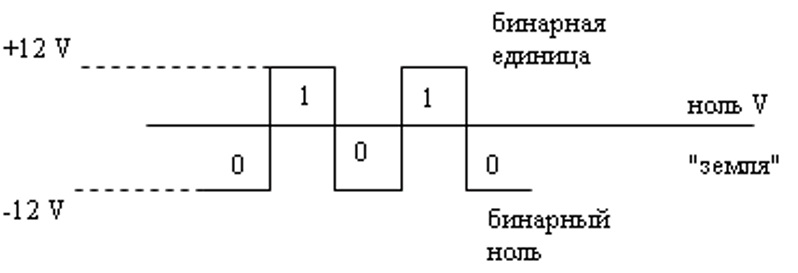 бинарная
единица
+12 V
1
1
ноль V
0
0
0
"земля"
-12 V
бинарный
ноль